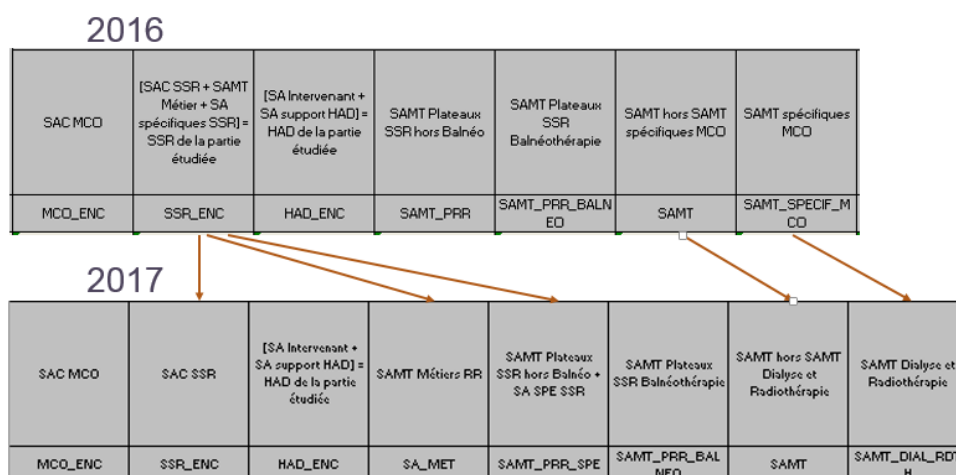 2016
SAC MCO
[SAC SSR + SAMT
Métier + SA
spécifiques SSR] =
SSR de la partie
étudiée
[SA Intervenant +
SA support HAD] =
HAD de la partie
étudiée
SAMT Plateaux
SSR hors Balnéo
SAMT Plateaux
SSR
Balnéothérapie
SAMT hors SAMT
spécifiques MCO
SAMT spécifiques
MCO
MCO_ENC
SSR_ENC
HAD_ENC
SAMT_PRR
SAMT_PRR_BALN
EO
SAMT
SAMT_SPECIF_M
CO
2017
SAC MCO
SAC SSR
[SA Intervenant +
SA support HAD] =
HAD de la partie
étudiée
SAMT Métiers RR
SAMT Plateaux
SSR hors Balnéo +
SA SPE SSR
SAMT Plateaux
SSR Balnéothérapie
SAMT hors SAMT
Dialyse et
Radiothérapie
SAMT Dialyse et
Radiothérapie
MCO_ENC
SSR_ENC
HAD_ENC
SA_MET
SAMT_PRR_SPE
SAMT_PRR_BAL
NEO
SAMT
SAMT_DIAL_RDT
H